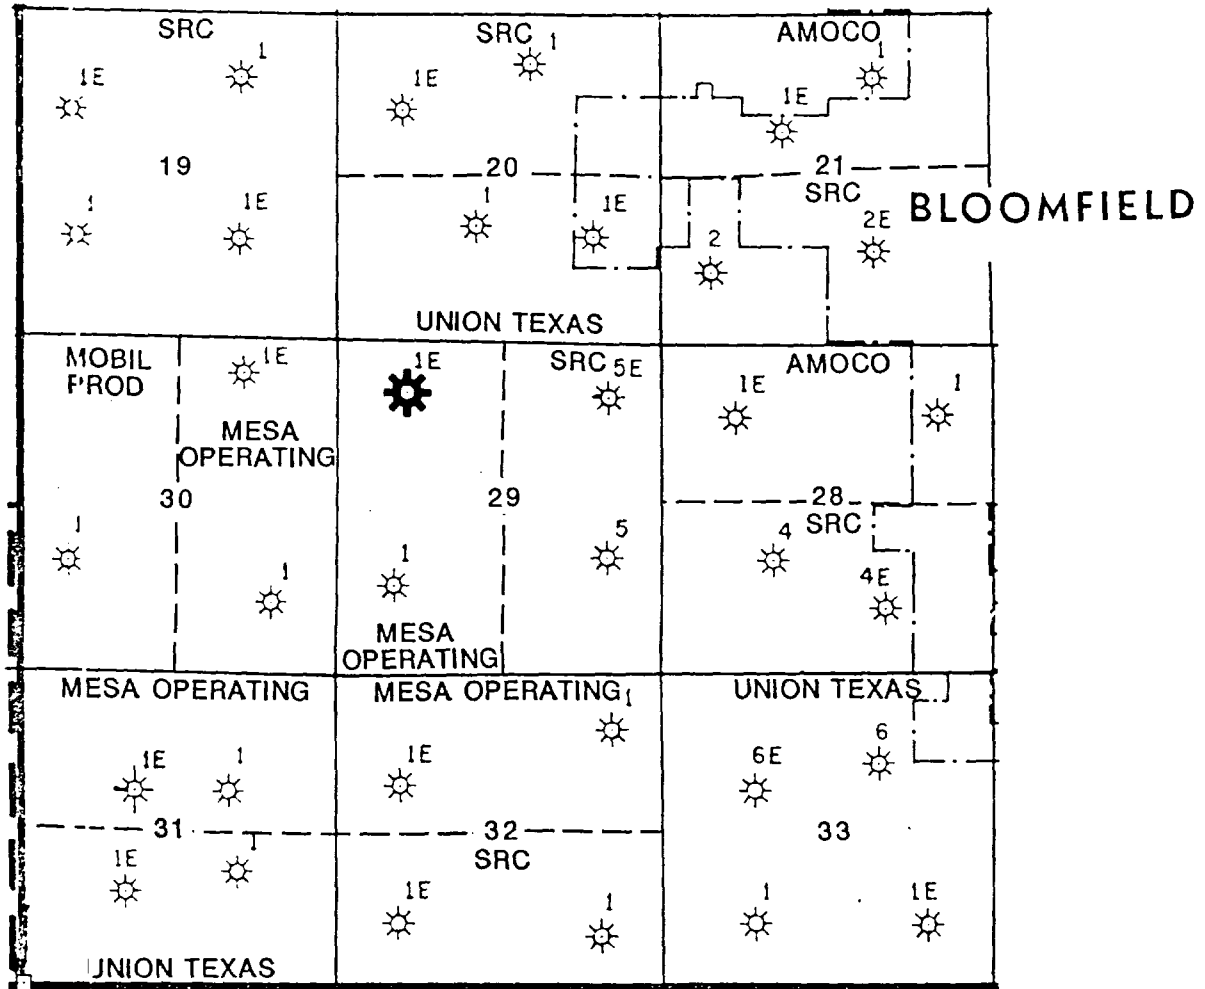 SRC
1
1E
19
1
1E
SRC
1
1E
20
1
1E
UNION TEXAS
AMOCO
1
1E
21
SRC
2
2E
BLOOMFIELD
MOBIL
PROD
1E
MESA
OPERATING
30
1
1
1E
SRC
5E
29
5
1
MESA
OPERATING
AMOCO
1E
1
28
SRC
4
4E
MESA OPERATING
1E
1
31
1E
1
UNION TEXAS
MESA OPERATING
1
1E
32
SRC
1E
1
UNION TEXAS
6
6E
33
1
1E